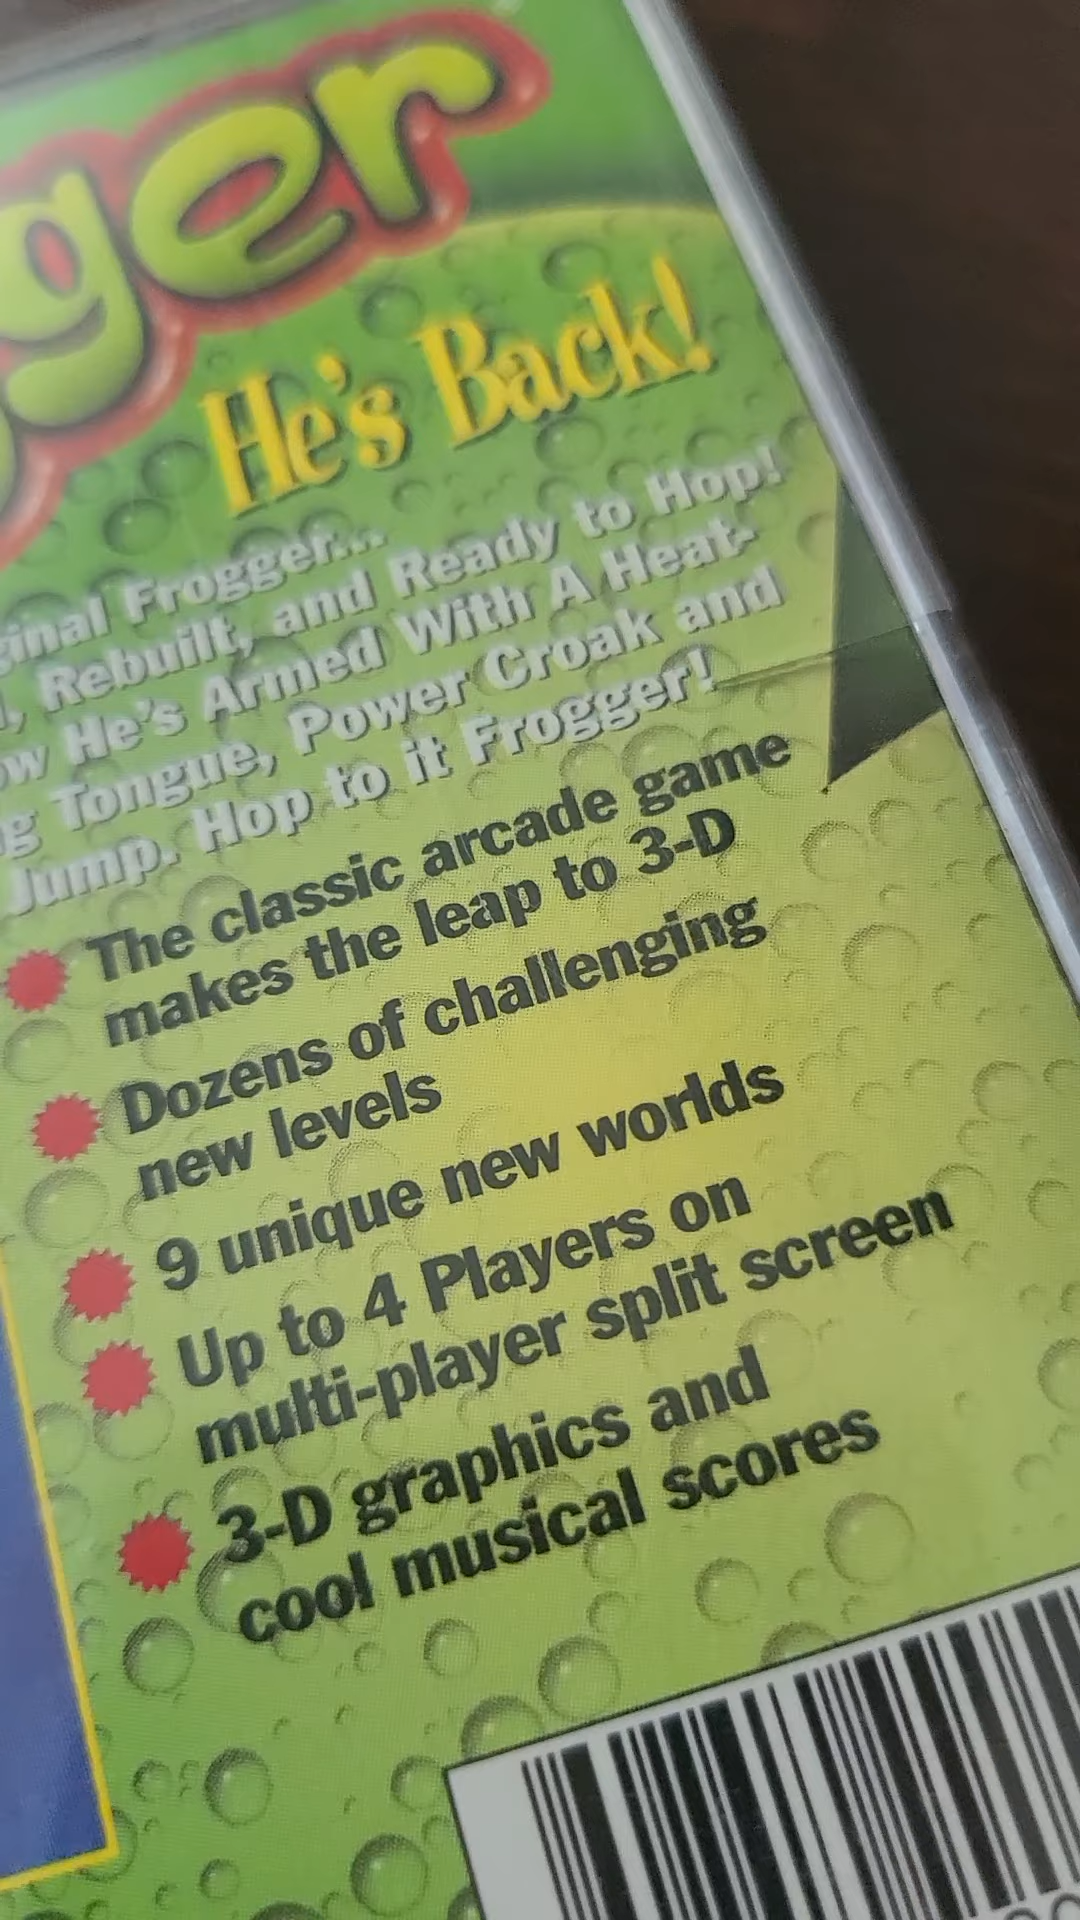 gger
He's Back!
ginal Frogger...
, Rebuilt, and Ready to Hop!
ow He's Armed With A Heat-
g Tongue, Power Croak and
Jump. Hop to it Frogger!
The classic arcade game
makes the leap to 3-D
Dozens of challenging
new levels
9 unique new worlds
Up to 4 Players on
multi-player split screen
3-D graphics and
cool musical scores